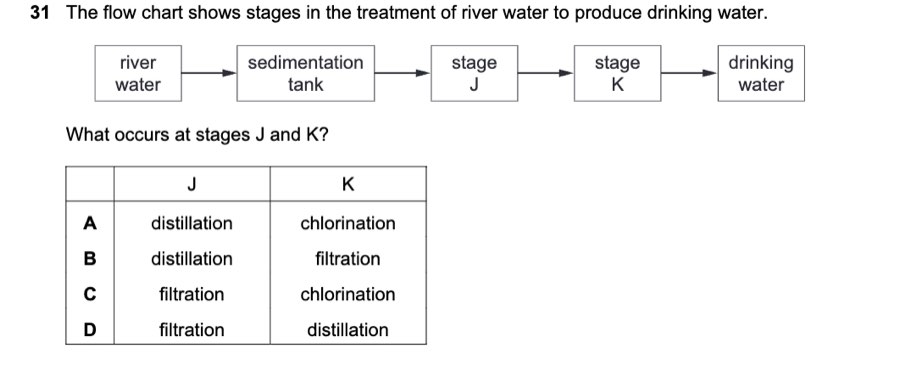 31 The flow chart shows stages in the treatment of river water to produce drinking water.
river water
sedimentation tank
stage J
stage K
drinking water
What occurs at stages J and K?
J K
A distillation chlorination
B distillation filtration
C filtration chlorination
D filtration distillation